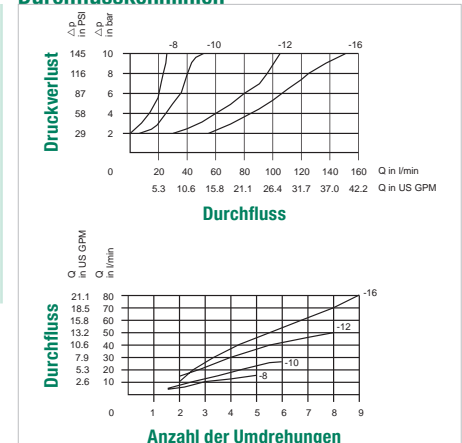 Durchflusskennlinien
△p in PSI
△p in bar
-8 -10 -12 -16
145 10
116 8
87 6
58 4
29 2
0 20 40 60 80 100 120 140 160 Q in l/min
5.3 10.6 15.8 21.1 26.4 31.7 37.0 42.2 Q in US GPM
Druckverlust
Durchfluss
Q in US GPM
Q in l/min
21.1 80
18.5 70
15.8 60
13.2 50
10.6 40
7.9 30
5.3 20
2.6 10
-16
-12
-10
-8
0 1 2 3 4 5 6 7 8 9
Durchfluss
Anzahl der Umdrehungen